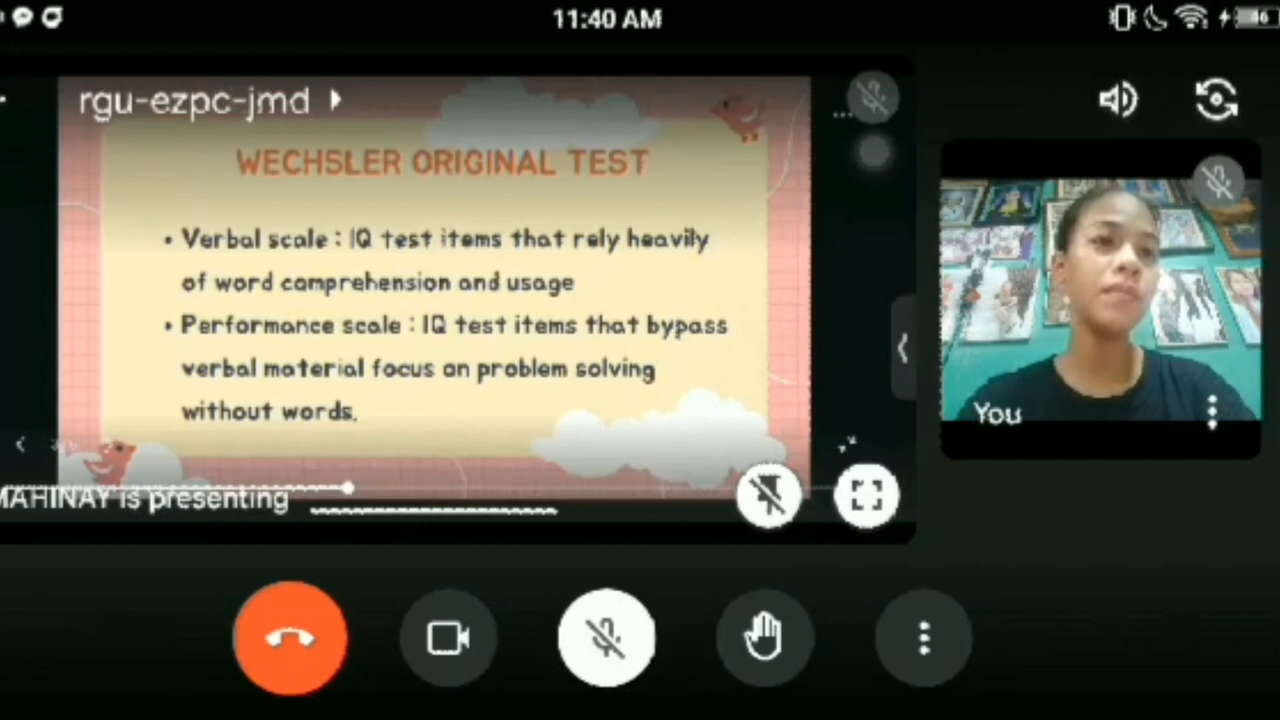 11:40 AM
46
rgu-ezpc-jmd
WECHSLER ORIGINAL TEST
• Verbal scale : IQ test items that rely heavily
of word comprehension and usage
• Performance scale : IQ test items that bypass
verbal material focus on problem solving
without words.
MAHINAY is presenting
You